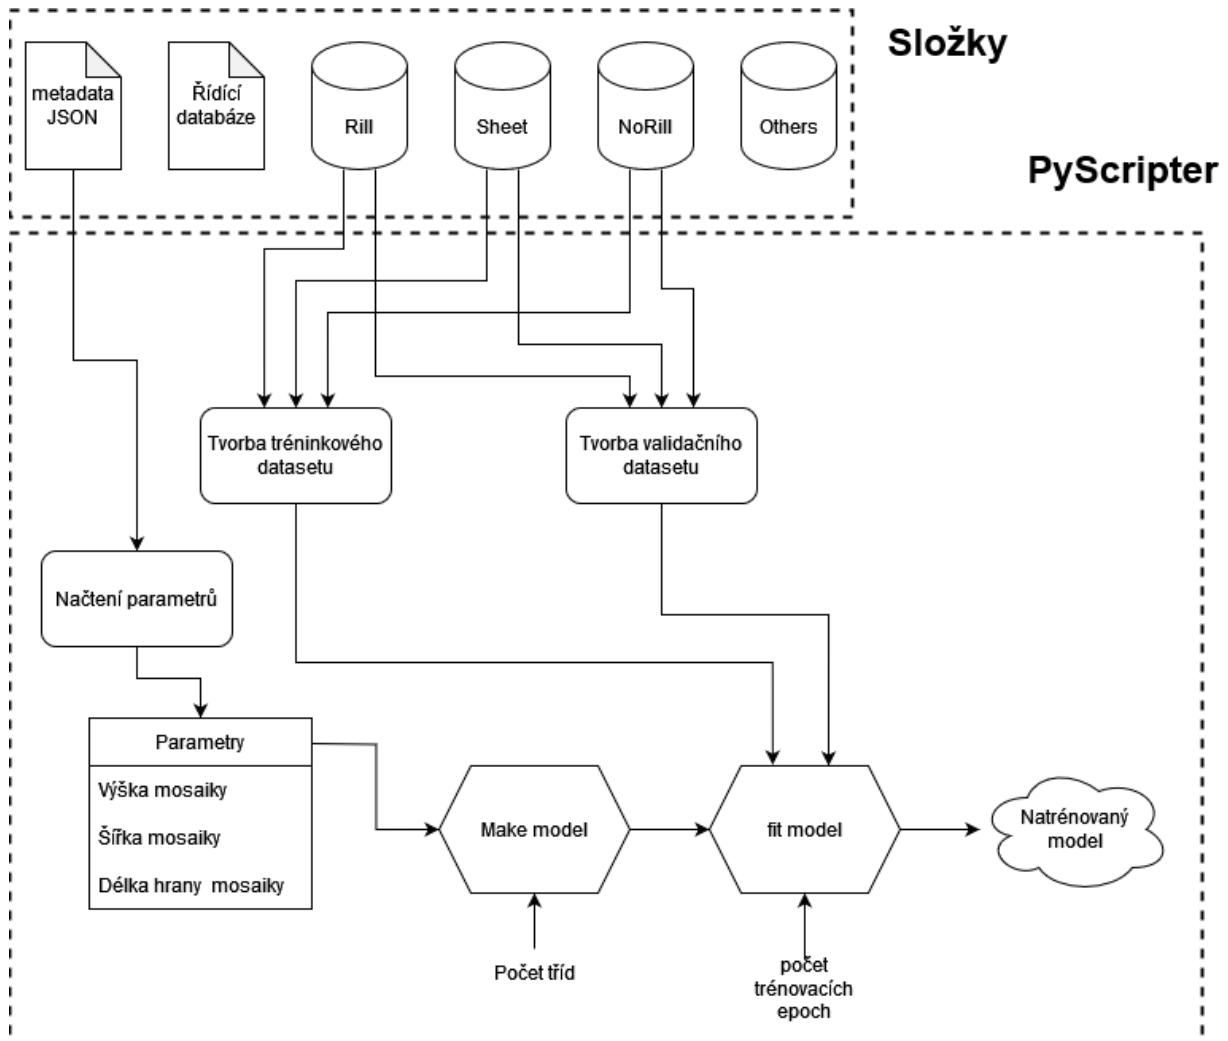 Složky
metadata
JSON
Řídící
databáze
Rill
Sheet
NoRill
Others
PyScripter
Tvorba tréninkového
datasetu
Tvorba validačního
datasetu
Načtení parametrů
Parametry
Výška mosaiky
Šířka mosaiky
Délka hrany mosaiky
Make model
fit model
Natrénovaný
model
Počet tříd
počet
trénovacích
epoch